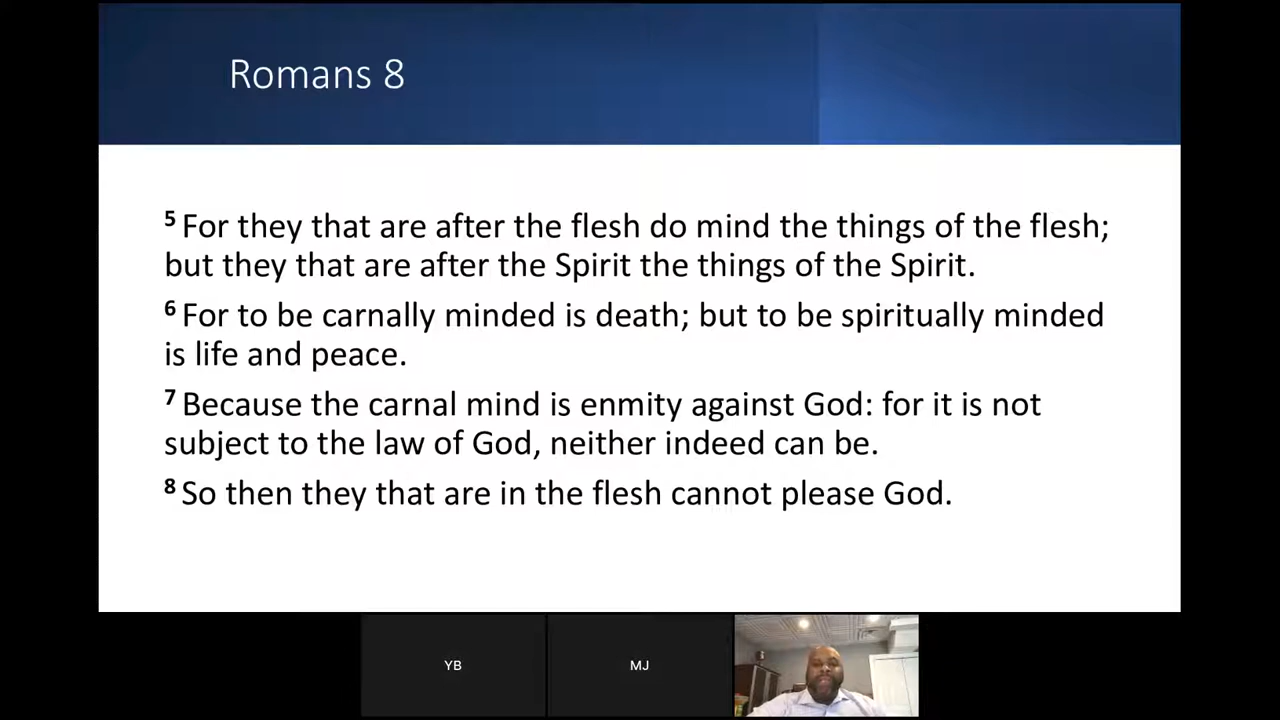 Romans 8
5 For they that are after the flesh do mind the things of the flesh;
but they that are after the Spirit the things of the Spirit.
6 For to be carnally minded is death; but to be spiritually minded
is life and peace.
7 Because the carnal mind is enmity against God: for it is not
subject to the law of God, neither indeed can be.
8 So then they that are in the flesh cannot please God.
YB
MJ